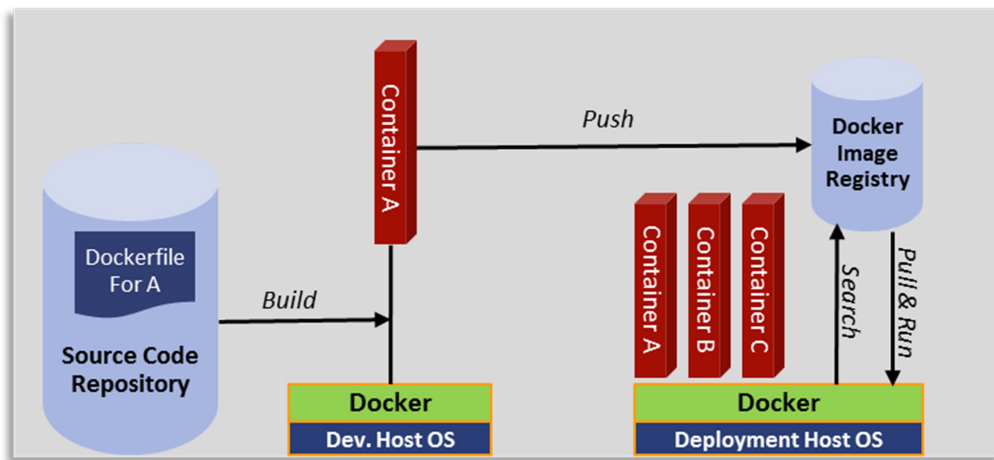 Dockerfile
For A
Source Code
Repository
Build
Container A
Docker
Dev. Host OS
Push
Docker
Image
Registry
Container A
Container B
Container C
Search
Pull & Run
Docker
Deployment Host OS